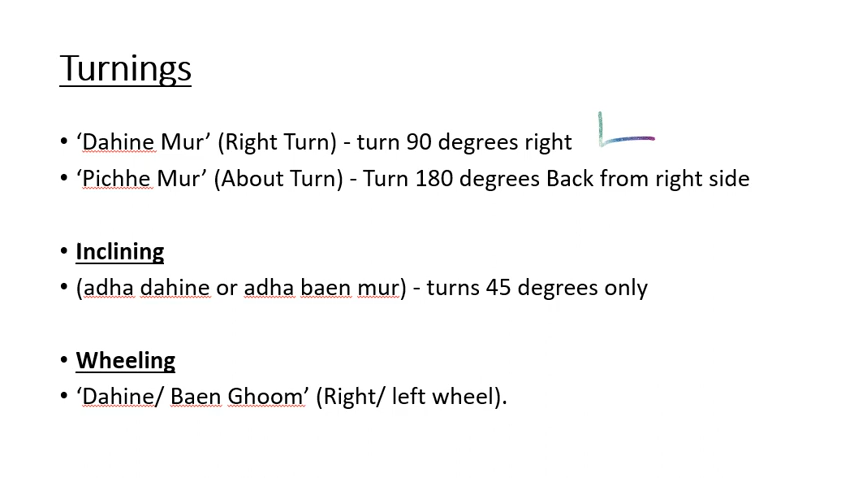 Turnings
• ‘Dahine Mur’ (Right Turn) - turn 90 degrees right
• ‘Pichhe Mur’ (About Turn) - Turn 180 degrees Back from right side
• Inclining
• (adha dahine or adha baen mur) - turns 45 degrees only
• Wheeling
• ‘Dahine/ Baen Ghoom’ (Right/ left wheel).